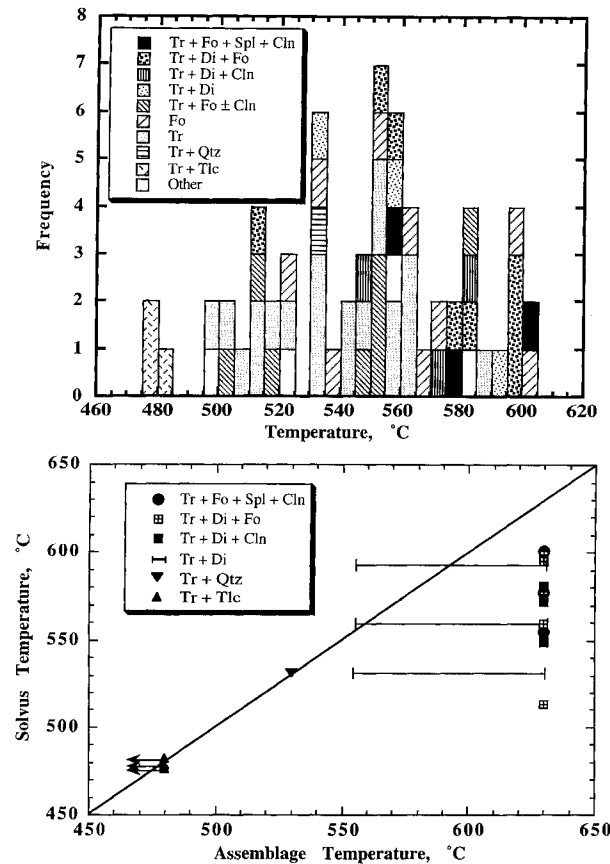 8
7
6
5
4
3
2
1
0
Frequency
Tr + Fo + Spl + Cln
Tr + Di + Fo
Tr + Di + Cln
Tr + Di
Tr + Fo ± Cln
Fo
Tr
Tr + Qtz
Tr + Tlc
Other
460 480 500 520 540 560 580 600 620
Temperature, °C
650
600
550
500
450
Solvus Temperature, °C
Tr + Fo + Spl + Cln
Tr + Di + Fo
Tr + Di + Cln
Tr + Di
Tr + Qtz
Tr + Tlc
450 500 550 600 650
Assemblage Temperature, °C